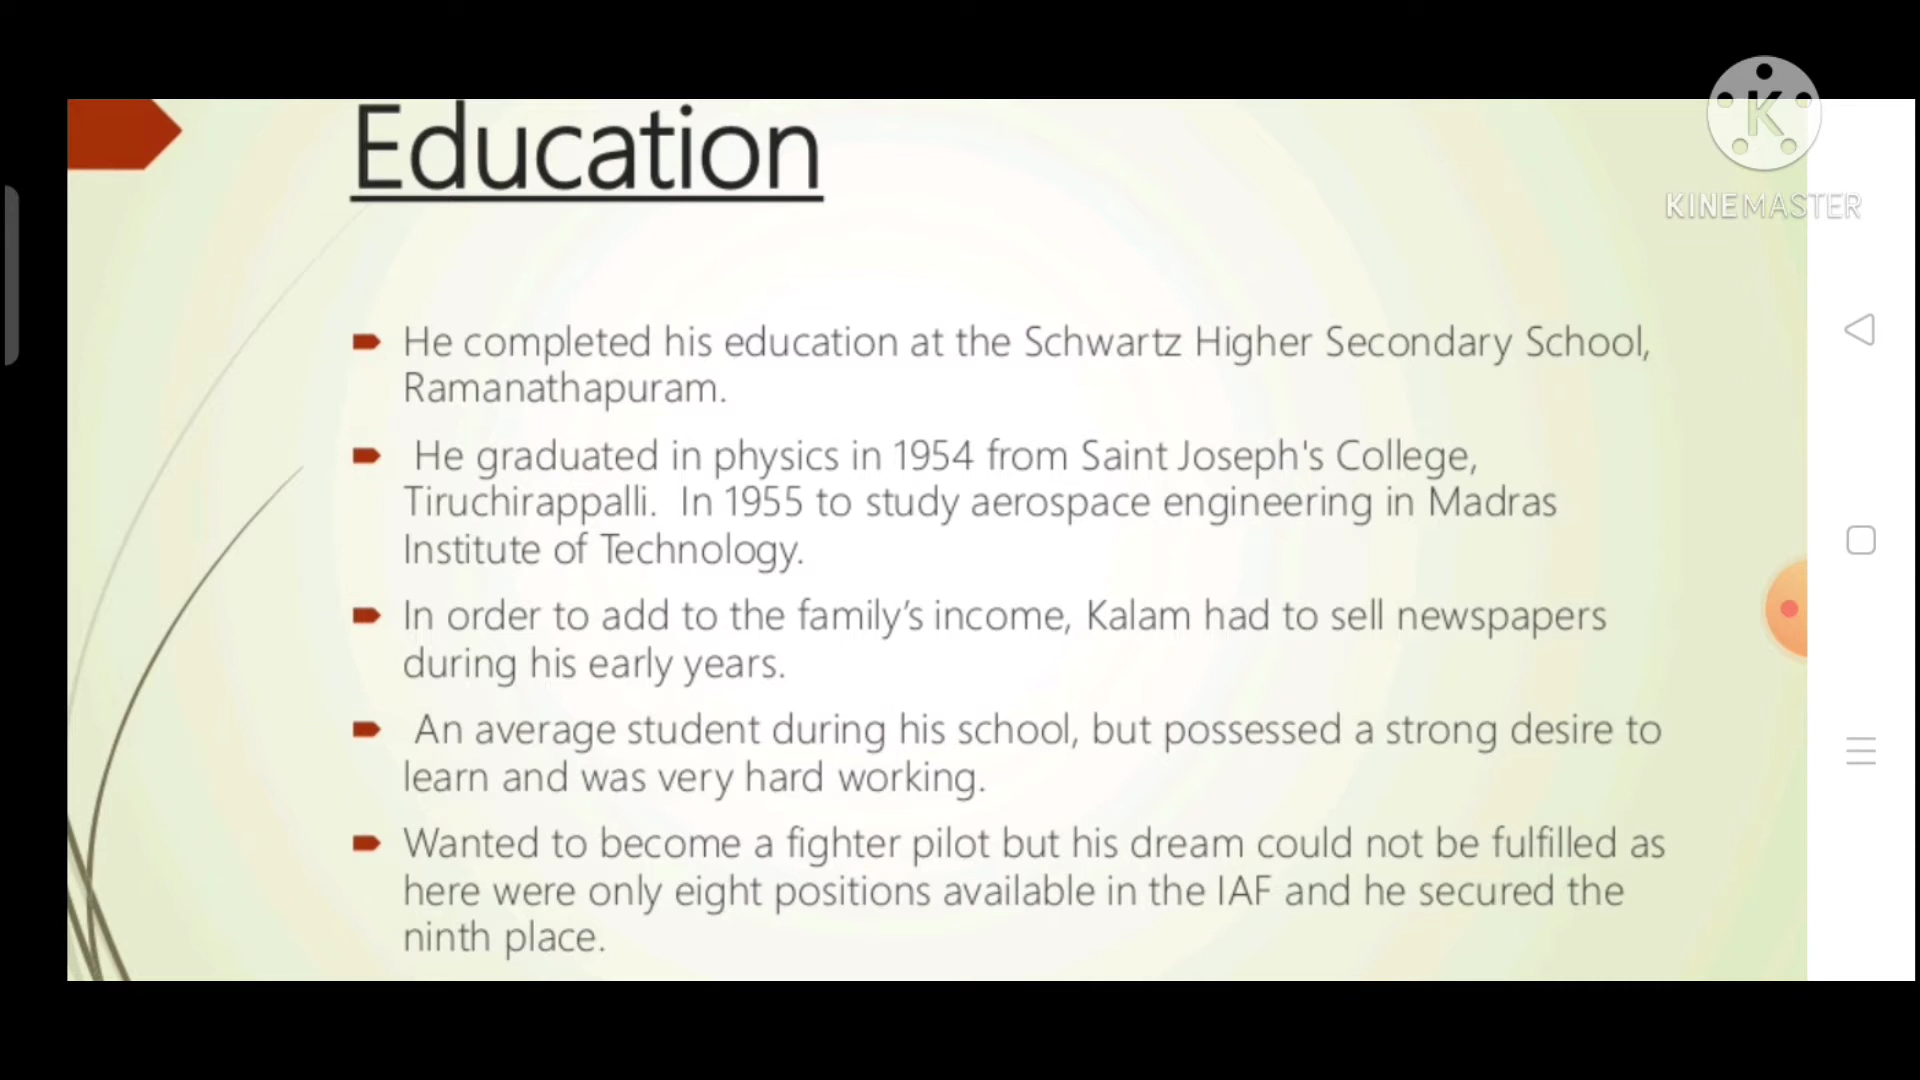 Education
K
KINEMASTER
He completed his education at the Schwartz Higher Secondary School,
Ramanathapuram.
He graduated in physics in 1954 from Saint Joseph's College,
Tiruchirappalli. In 1955 to study aerospace engineering in Madras
Institute of Technology.
In order to add to the family’s income, Kalam had to sell newspapers
during his early years.
An average student during his school, but possessed a strong desire to
learn and was very hard working.
Wanted to become a fighter pilot but his dream could not be fulfilled as
here were only eight positions available in the IAF and he secured the
ninth place.